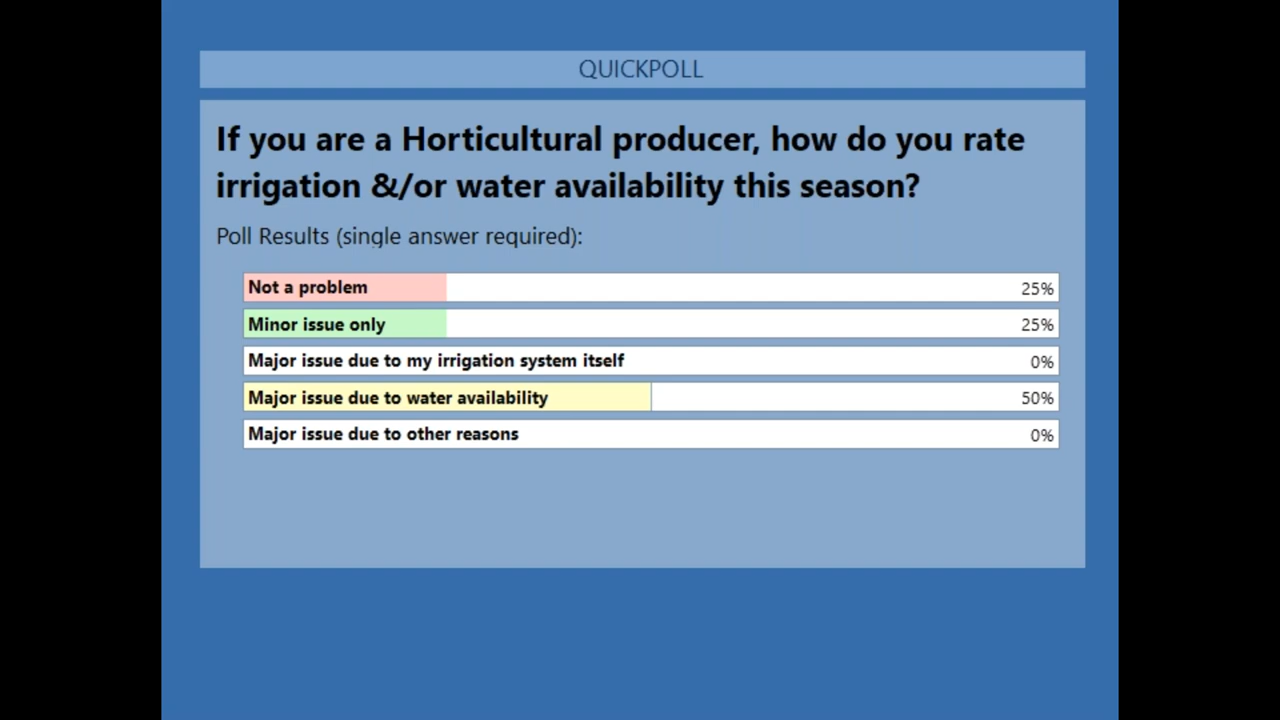 QUICKPOLL
If you are a Horticultural producer, how do you rate
irrigation &/or water availability this season?
Poll Results (single answer required):
Not a problem 25%
Minor issue only 25%
Major issue due to my irrigation system itself 0%
Major issue due to water availability 50%
Major issue due to other reasons 0%